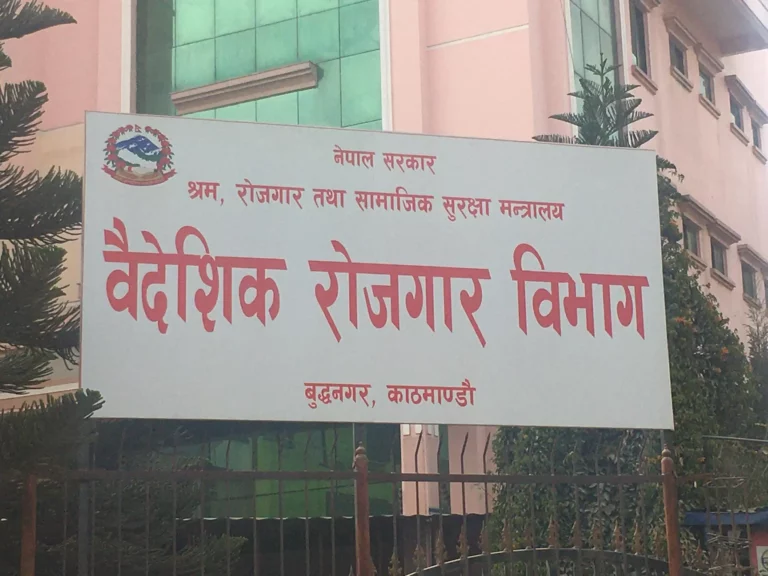 नेपाल सरकार
श्रम, रोजगार तथा सामाजिक सुरक्षा मन्त्रालय
वैदेशिक रोजगार विभाग
बुद्धनगर, काठमाण्डौ